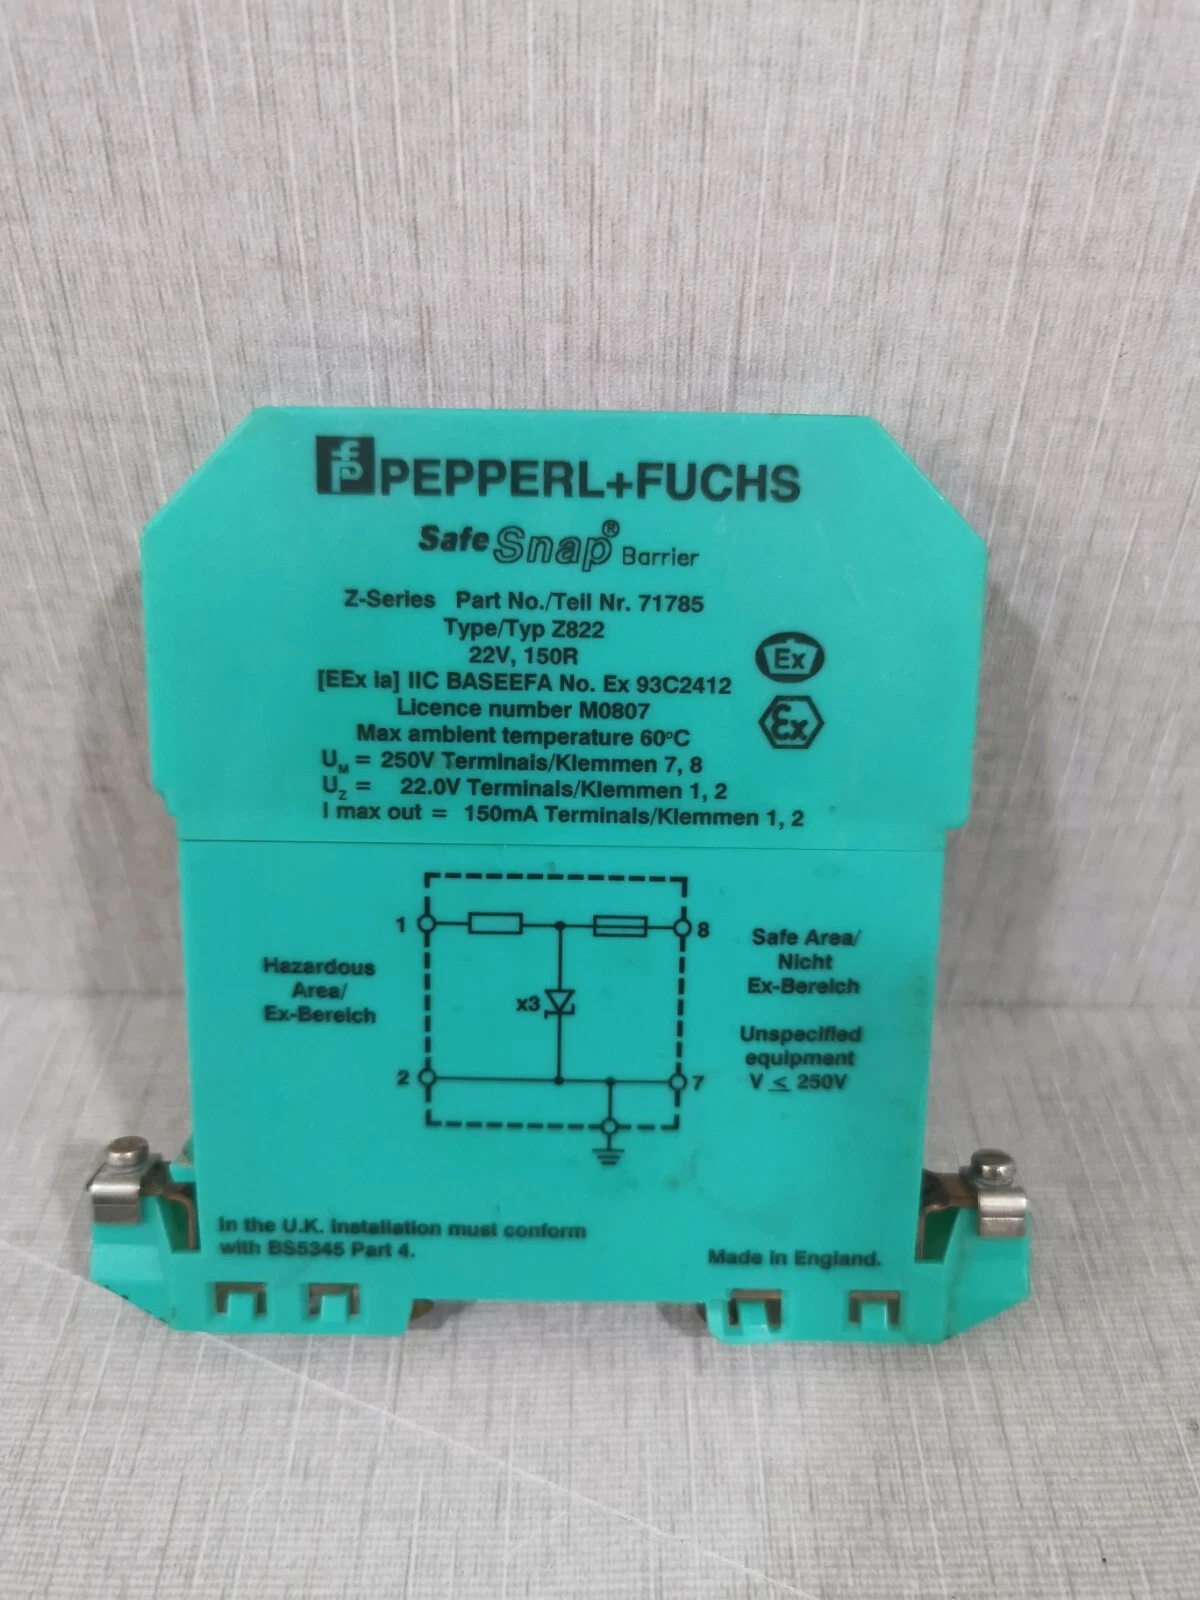 PEPPERL+FUCHS
Safe Snap® Barrier
Z-Series Part No./Teil Nr. 71785
Type/Typ Z822
22V, 150R
[EEx ia] IIC BASEEFA No. Ex 93C2412
Licence number M0807
Max ambient temperature 60°C
UM = 250V Terminals/Klemmen 7, 8
UZ = 22.0V Terminals/Klemmen 1, 2
I max out = 150mA Terminals/Klemmen 1, 2
Ex
Ex
1
8
x3
2
7
Hazardous
Area/
Ex-Bereich
Safe Area/
Nicht
Ex-Bereich
Unspecified
equipment
V ≤ 250V
In the U.K. installation must conform
with BS5345 Part 4.
Made in England.